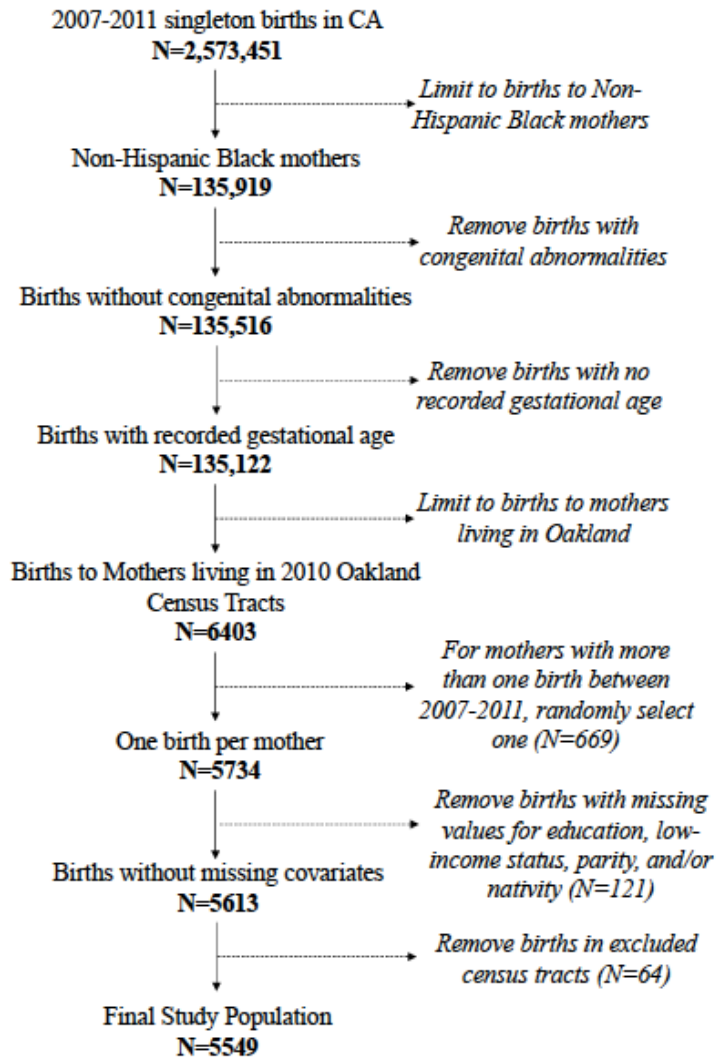 2007-2011 singleton births in CA
N=2,573,451
Limit to births to Non-
Hispanic Black mothers
Non-Hispanic Black mothers
N=135,919
Remove births with
congenital abnormalities
Births without congenital abnormalities
N=135,516
Remove births with no
recorded gestational age
Births with recorded gestational age
N=135,122
Limit to births to mothers
living in Oakland
Births to Mothers living in 2010 Oakland
Census Tracts
N=6403
For mothers with more
than one birth between
2007-2011, randomly select
one (N=669)
One birth per mother
N=5734
Remove births with missing
values for education, low-
income status, parity, and/or
nativity (N=121)
Births without missing covariates
N=5613
Remove births in excluded
census tracts (N=64)
Final Study Population
N=5549